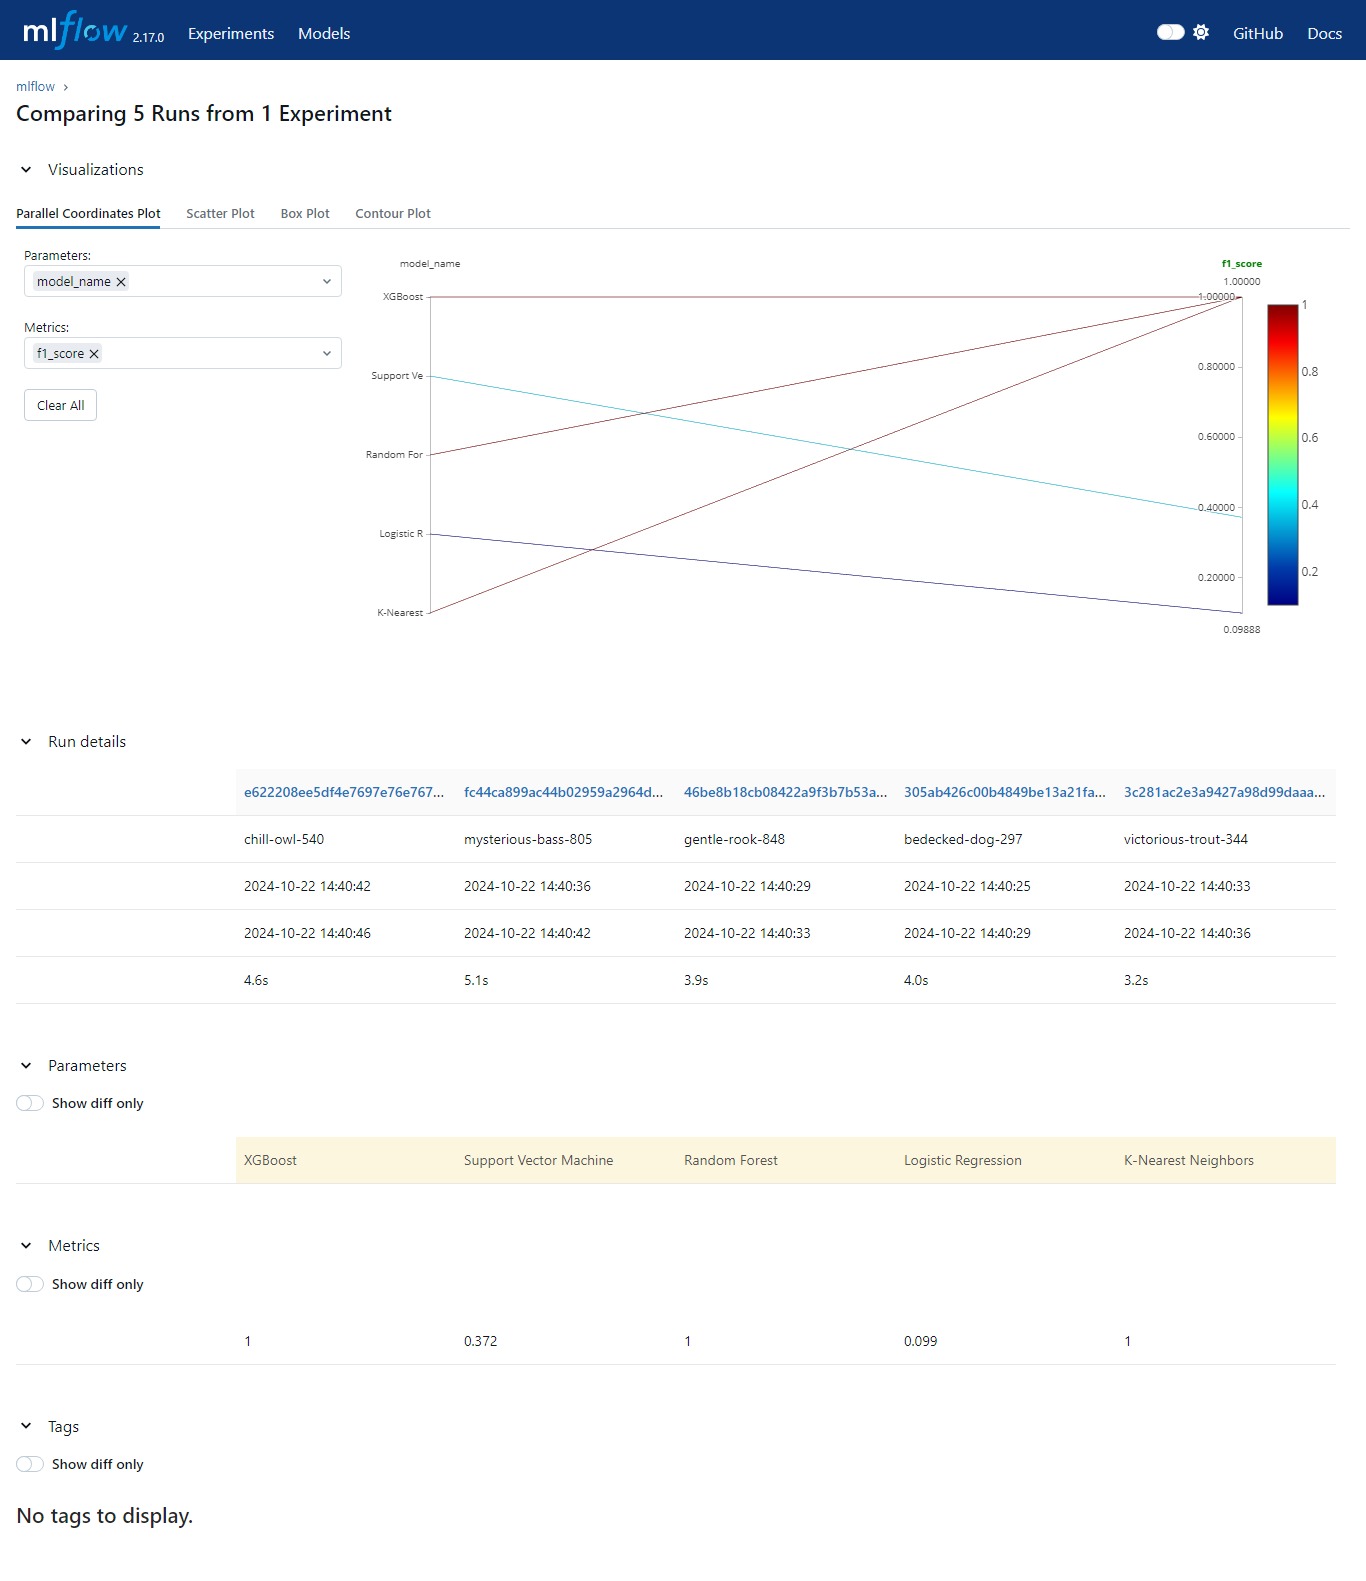 mlflow 2.17.0 Experiments Models GitHub Docs
mlflow
Comparing 5 Runs from 1 Experiment
Visualizations
Parallel Coordinates Plot Scatter Plot Box Plot Contour Plot
Parameters:
model_name
Metrics:
f1_score
Clear All
model_name
XGBoost
Support Ve
Random For
Logistic R
K-Nearest
f1_score
1.00000
1.00000
0.80000
0.60000
0.40000
0.20000
0.09888
1
0.8
0.6
0.4
0.2
Run details
e622208ee5df4e7697e76e767... fc44ca899ac44b02959a2964d... 46be8b18cb08422a9f3b7b53a... 305ab426c00b4849be13a21fa... 3c281ac2e3a9427a98d99daaa...
chill-owl-540 mysterious-bass-805 gentle-rook-848 bedecked-dog-297 victorious-trout-344
2024-10-22 14:40:42 2024-10-22 14:40:36 2024-10-22 14:40:29 2024-10-22 14:40:25 2024-10-22 14:40:33
2024-10-22 14:40:46 2024-10-22 14:40:42 2024-10-22 14:40:33 2024-10-22 14:40:29 2024-10-22 14:40:36
4.6s 5.1s 3.9s 4.0s 3.2s
Parameters
Show diff only
XGBoost Support Vector Machine Random Forest Logistic Regression K-Nearest Neighbors
Metrics
Show diff only
1 0.372 1 0.099 1
Tags
Show diff only
No tags to display.